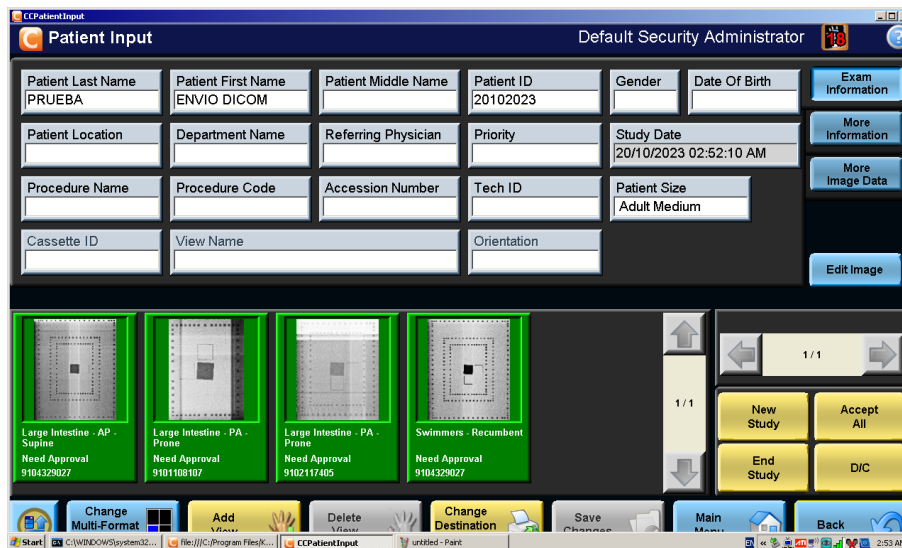 CCPatientInput
Patient Input
Default Security Administrator
18
?
Patient Last Name
PRUEBA
Patient First Name
ENVIO DICOM
Patient Middle Name
Patient ID
20102023
Gender
Date Of Birth
Exam
Information
Patient Location
Department Name
Referring Physician
Priority
Study Date
20/10/2023 02:52:10 AM
More
Information
More
Image Data
Procedure Name
Procedure Code
Accession Number
Tech ID
Patient Size
Adult Medium
Cassette ID
View Name
Orientation
Edit Image
Large Intestine - AP -
Supine
Need Approval
9104329027
Large Intestine - PA -
Prone
Need Approval
9101108107
Large Intestine - PA -
Prone
Need Approval
9102117405
Swimmers - Recumbent
Need Approval
9104329027
1 / 1
1 / 1
New
Study
Accept
All
End
Study
D/C
Change
Multi-Format
Add
View
Delete
View
Change
Destination
Save
Changes
Main
Menu
Back
Start
C:\WINDOWS\system32...
file:///C:/Program Files/K...
CCPatientInput
untitled - Paint
EN
2:53 AM